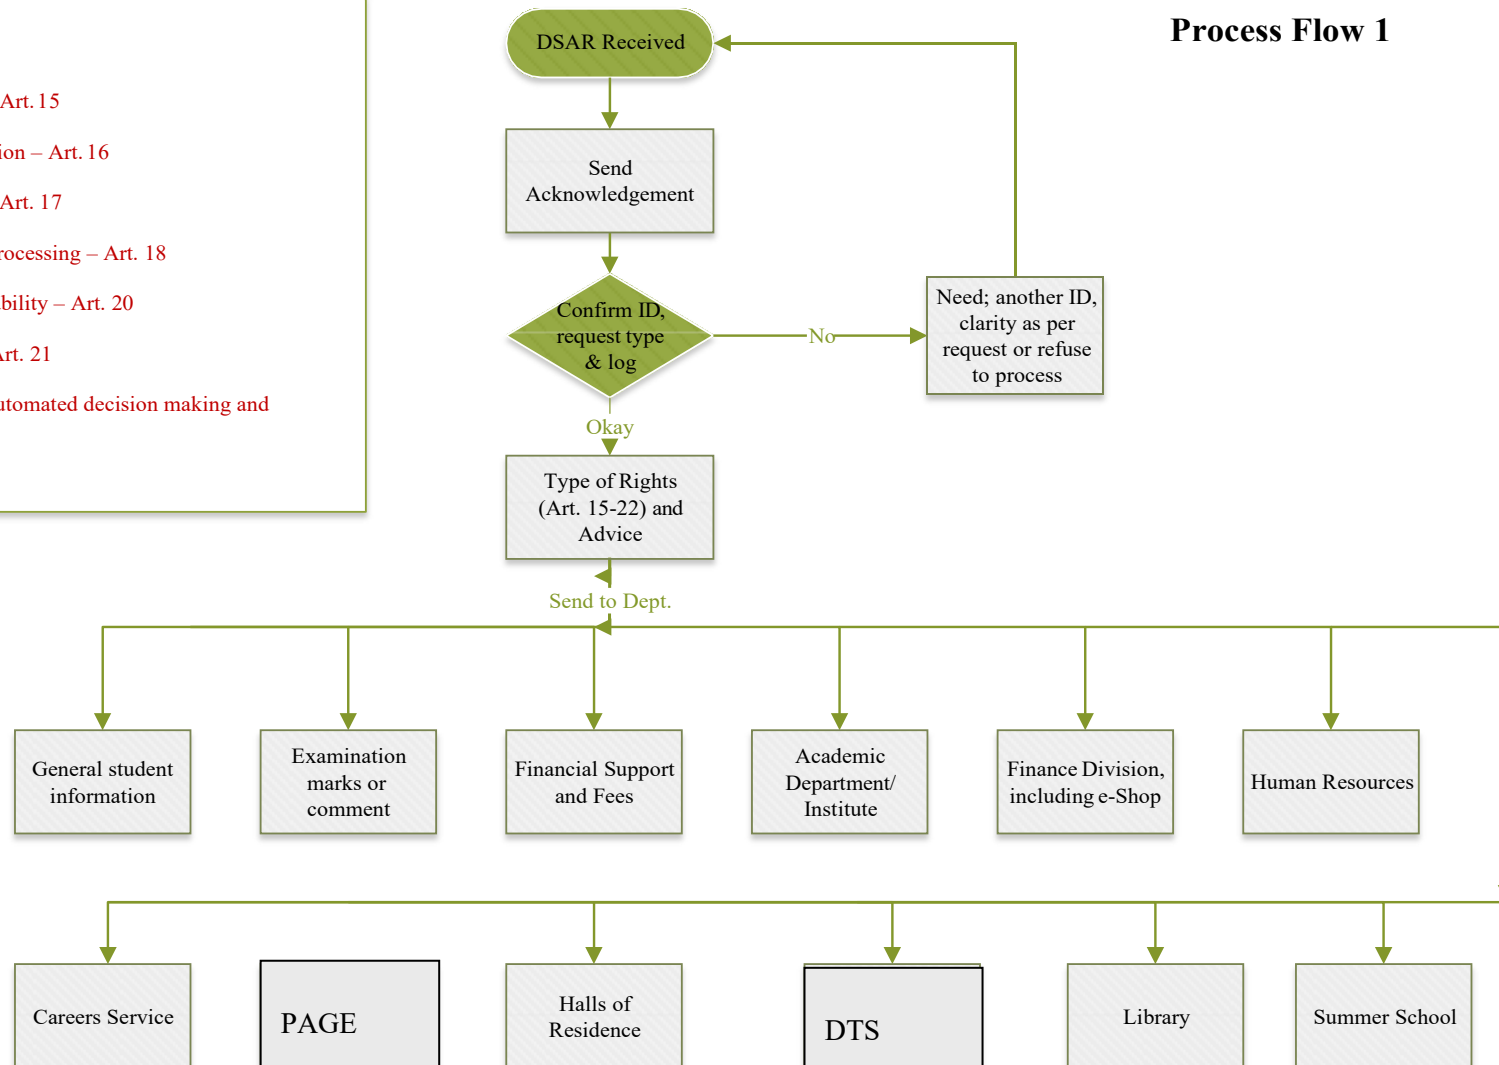 Process Flow 1
Art. 15
ion – Art. 16
Art. 17
rocessing – Art. 18
bility – Art. 20
Art. 21
utomated decision making and
DSAR Received
Send
Acknowledgement
Confirm ID,
request type
& log
No
Need; another ID,
clarity as per
request or refuse
to process
Okay
Type of Rights
(Art. 15-22) and
Advice
Send to Dept.
General student
information
Examination
marks or
comment
Financial Support
and Fees
Academic
Department/
Institute
Finance Division,
including e-Shop
Human Resources
Careers Service
PAGE
Halls of
Residence
DTS
Library
Summer School